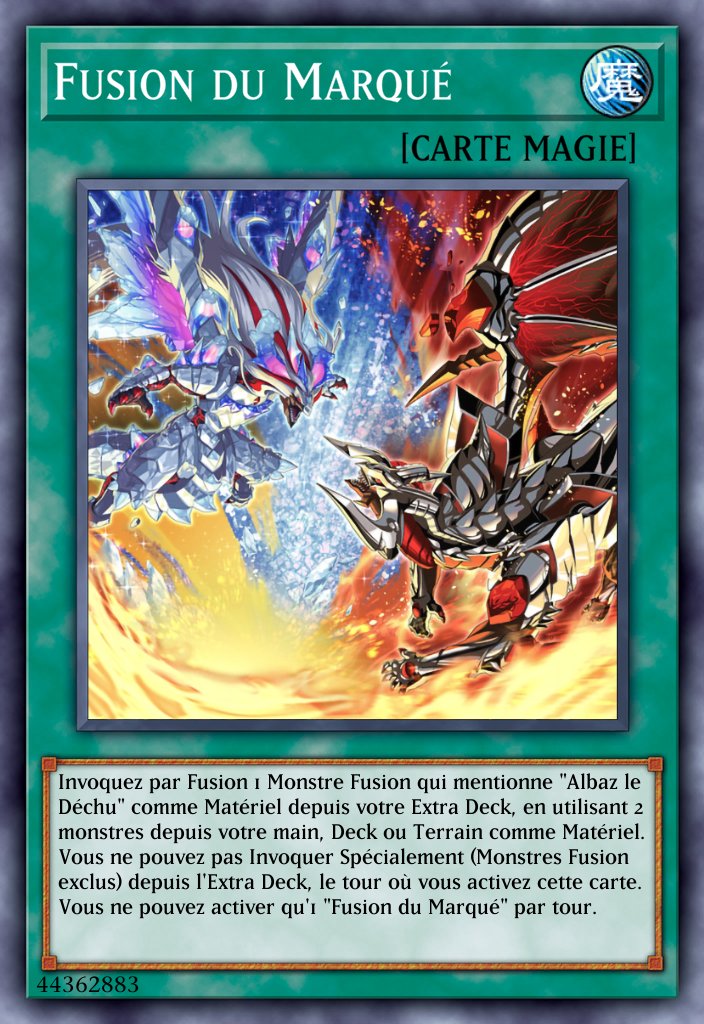 Fusion du Marqué
魔
[CARTE MAGIE]
Invoquez par Fusion 1 Monstre Fusion qui mentionne "Albaz le
Déchu" comme Matériel depuis votre Extra Deck, en utilisant 2
monstres depuis votre main, Deck ou Terrain comme Matériel.
Vous ne pouvez pas Invoquer Spécialement (Monstres Fusion
exclus) depuis l'Extra Deck, le tour où vous activez cette carte.
Vous ne pouvez activer qu'1 "Fusion du Marqué" par tour.
44362883